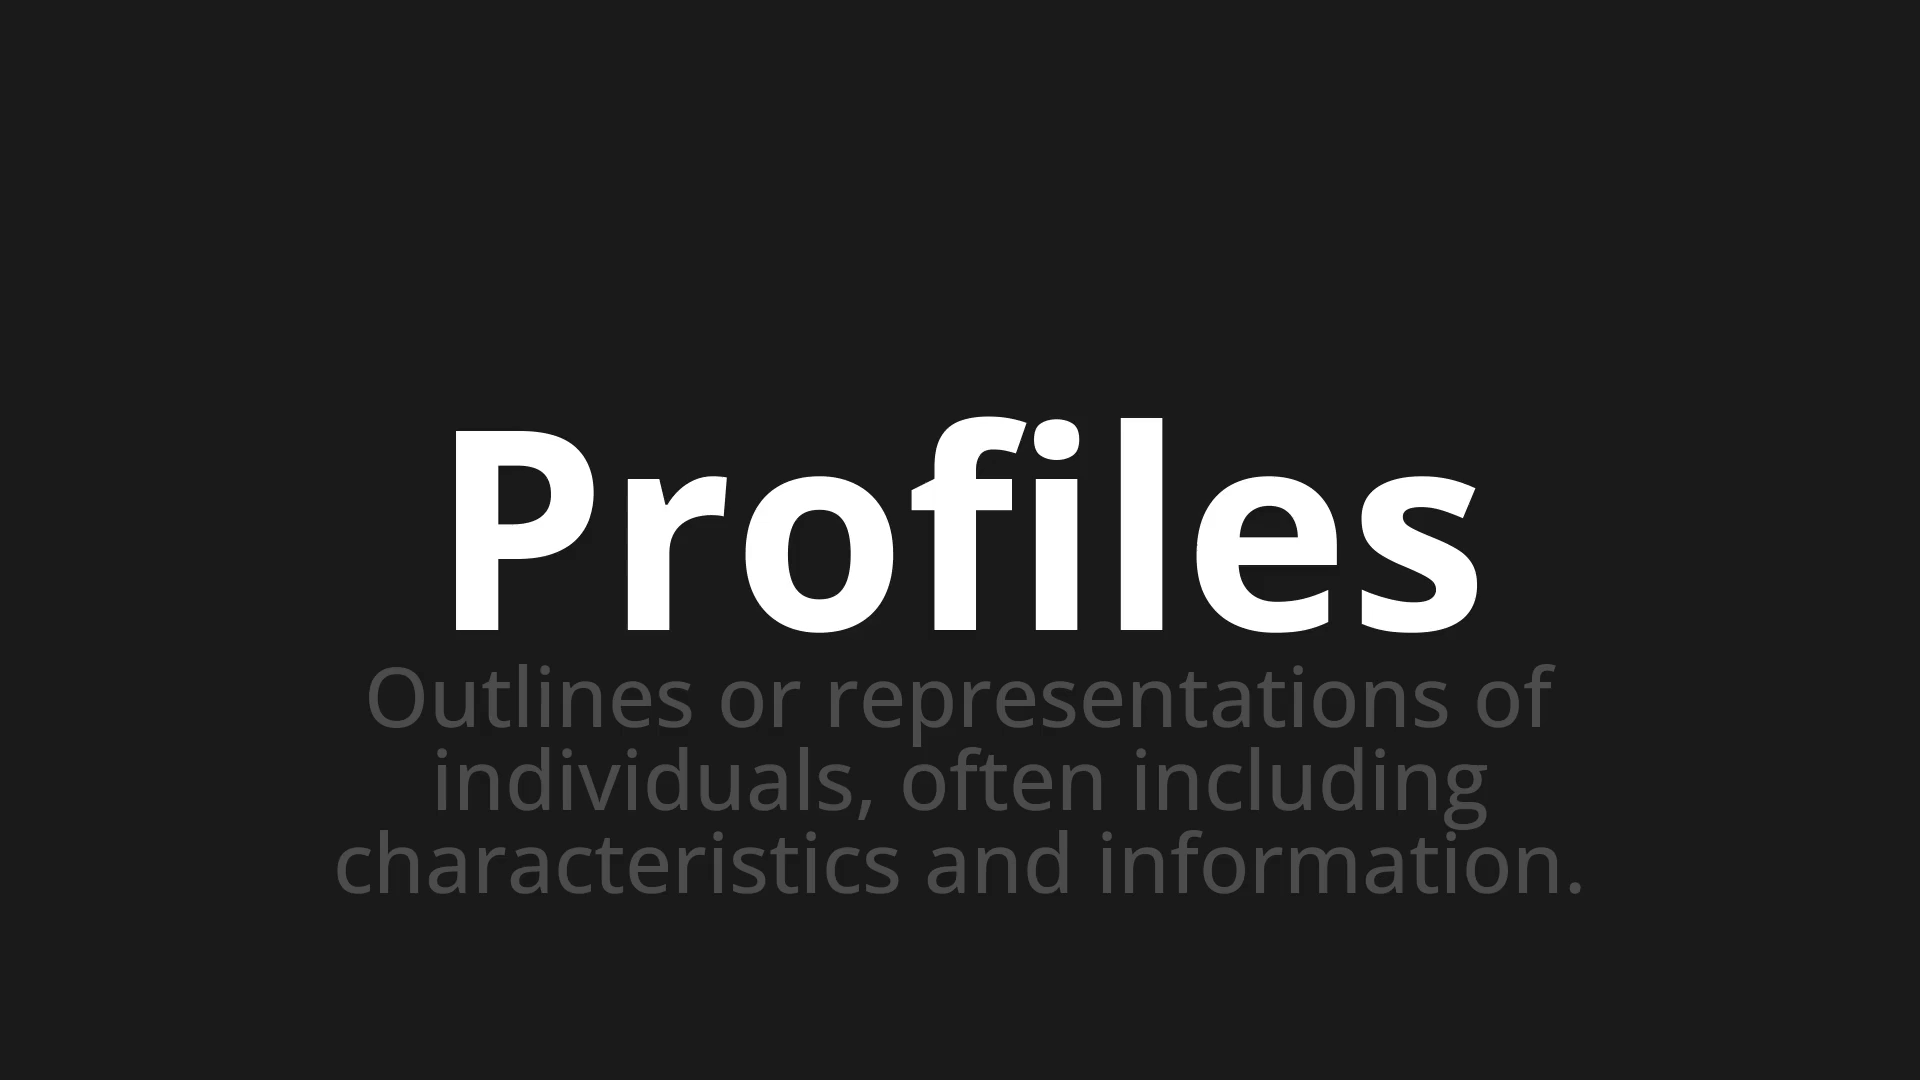 Profiles
Outlines or representations of
individuals, often including
characteristics and information.